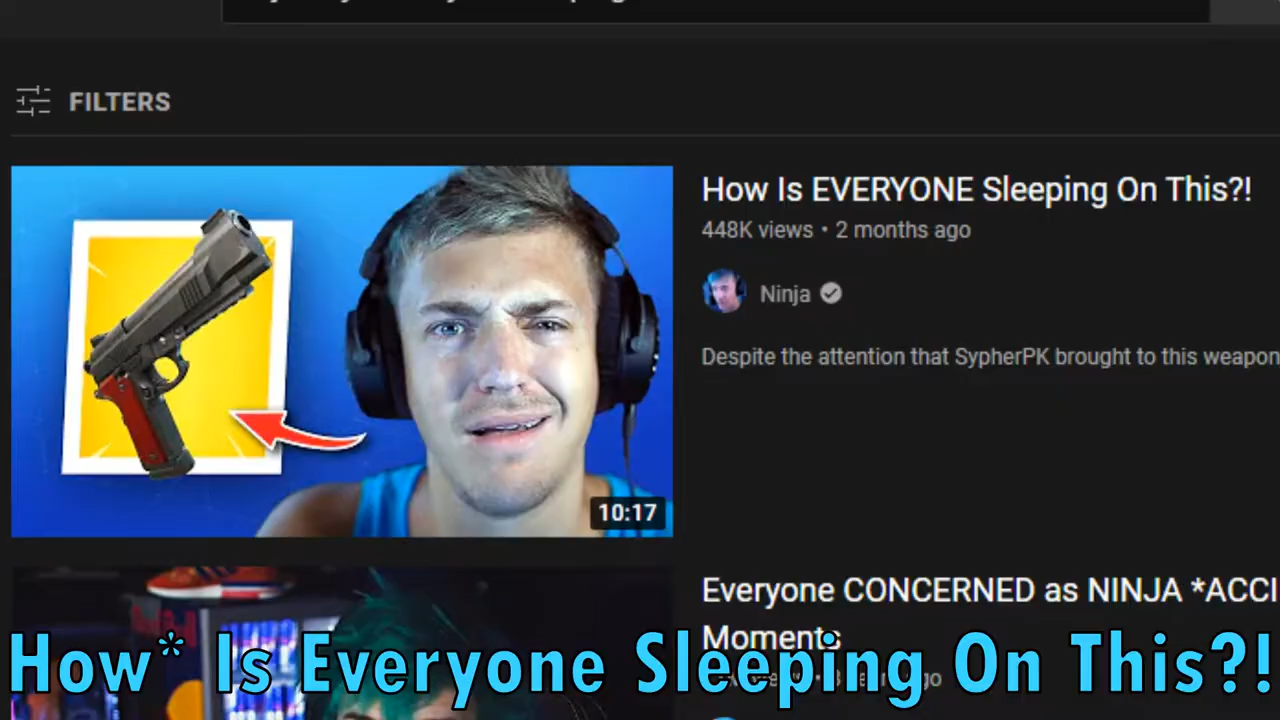 FILTERS
How Is EVERYONE Sleeping On This?!
448K views • 2 months ago
Ninja
Despite the attention that SypherPK brought to this weapon
10:17
Everyone CONCERNED as NINJA *ACCI
Moments
How* Is Everyone Sleeping On This?!